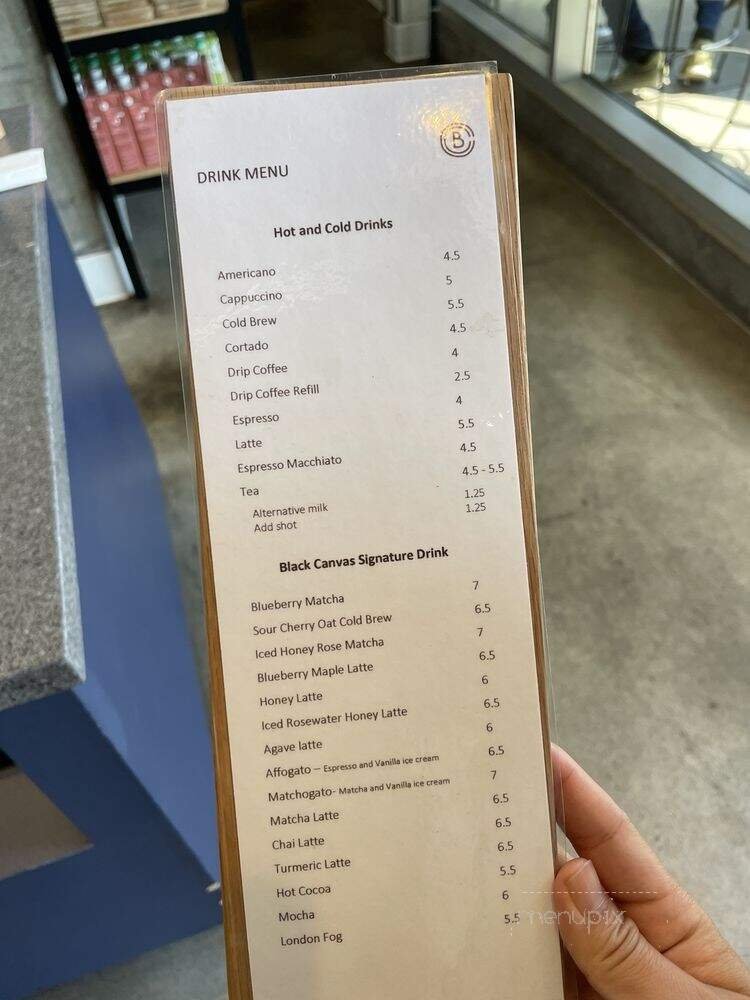 B
DRINK MENU
Hot and Cold Drinks
Americano 4.5
Cappuccino 5
Cold Brew 5.5
Cortado 4.5
Drip Coffee 4
Drip Coffee Refill 2.5
Espresso 4
Latte 5.5
Espresso Macchiato 4.5
Tea 4.5 - 5.5
Alternative milk 1.25
Add shot 1.25
Black Canvas Signature Drink
Blueberry Matcha 7
Sour Cherry Oat Cold Brew 6.5
Iced Honey Rose Matcha 7
Blueberry Maple Latte 6.5
Honey Latte 6
Iced Rosewater Honey Latte 6.5
Agave latte 6
Affogato – Espresso and Vanilla ice cream 6.5
Matchogato- Matcha and Vanilla ice cream 7
Matcha Latte 6.5
Chai Latte 6.5
Turmeric Latte 6.5
Hot Cocoa 5.5
Mocha 6
London Fog 5.5
menupix